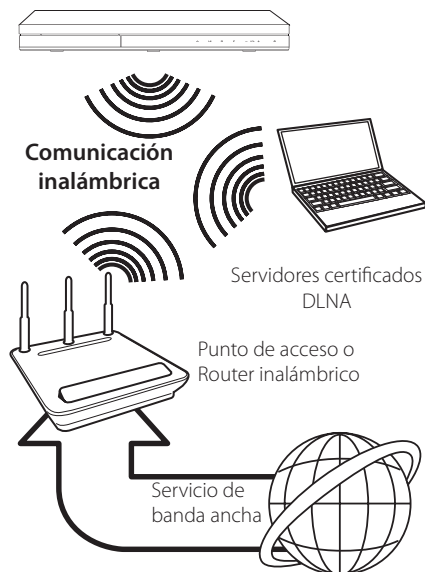 Comunicación
inalámbrica
Servidores certificados
DLNA
Punto de acceso o
Router inalámbrico
Servicio de
banda ancha